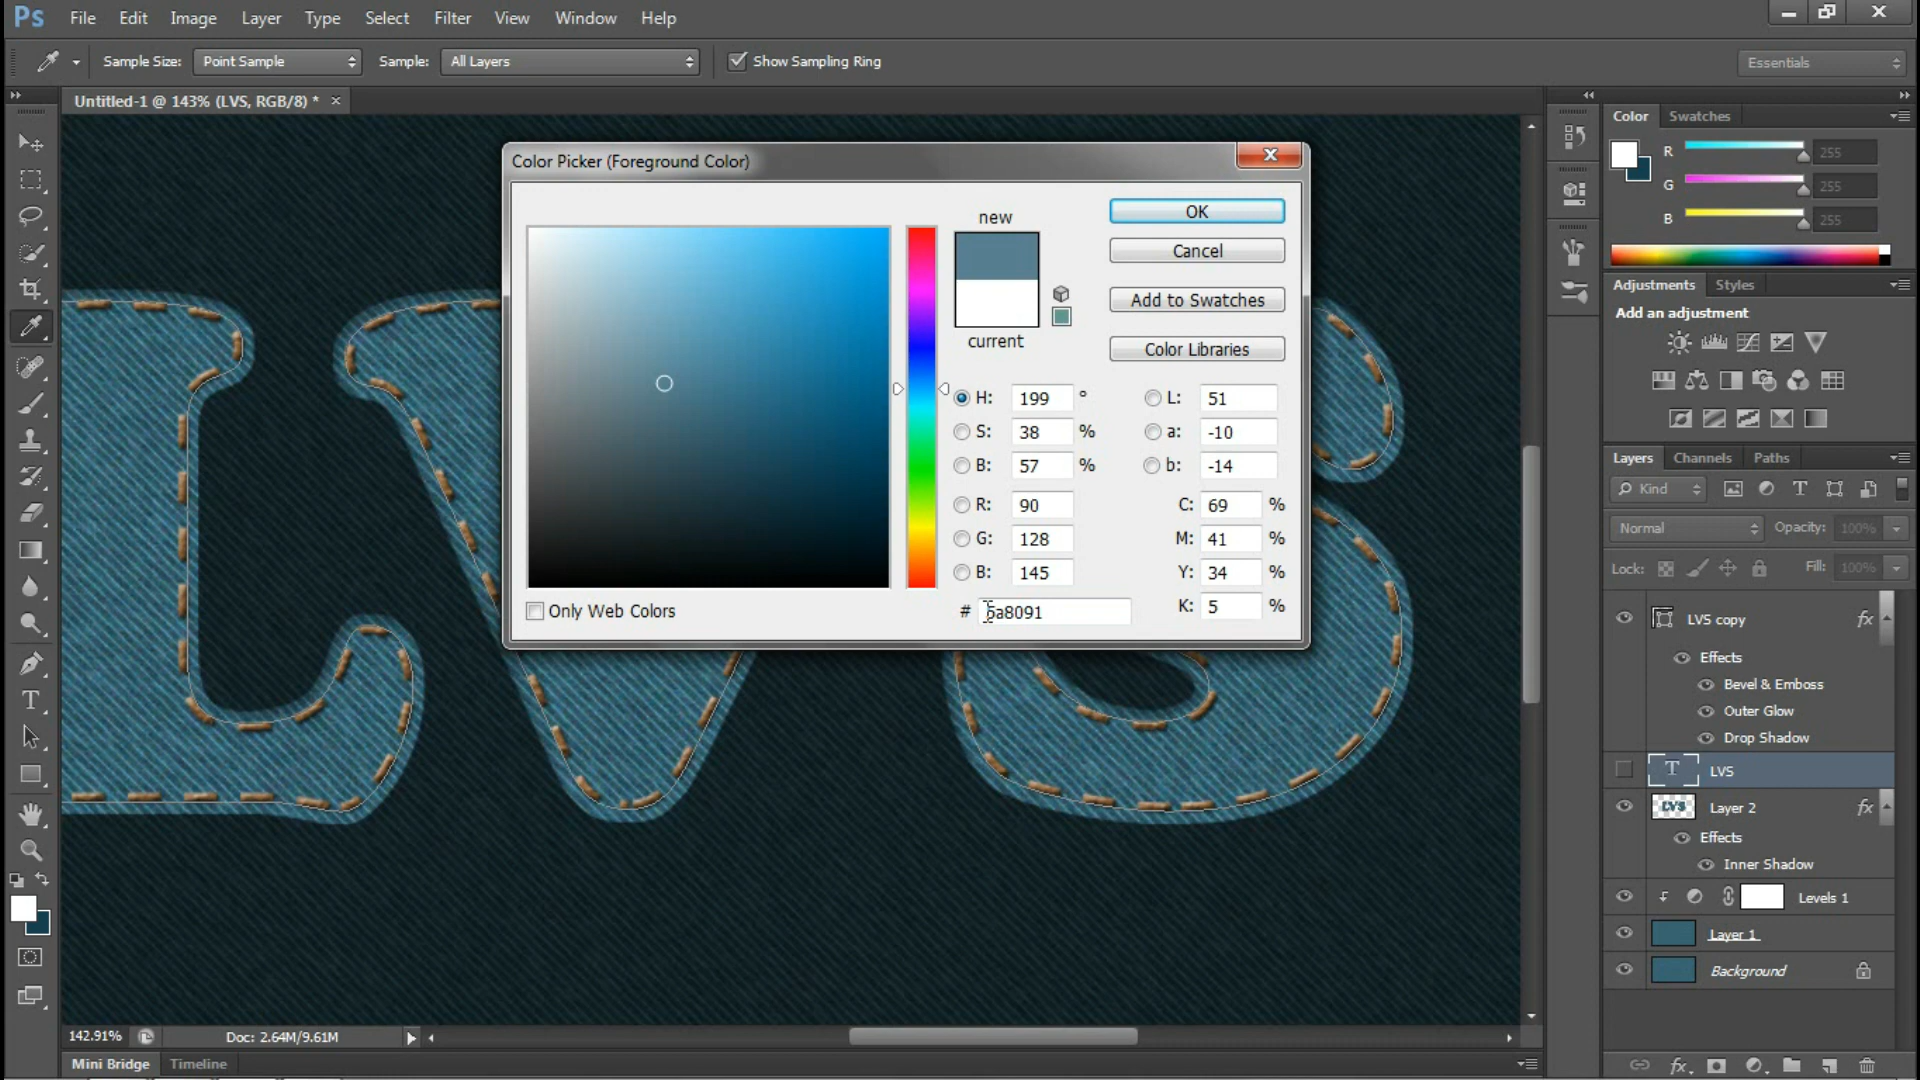 Ps File Edit Image Layer Type Select Filter View Window Help
Sample Size: Point Sample Sample: All Layers Show Sampling Ring Essentials
Untitled-1 @ 143% (LVS, RGB/8) * ×
Color Picker (Foreground Color)
new
current
OK
Cancel
Add to Swatches
Color Libraries
H: 199 °
S: 38 %
B: 57 %
R: 90
G: 128
B: 145
# 5a8091
L: 51
a: -10
b: -14
C: 69 %
M: 41 %
Y: 34 %
K: 5 %
Only Web Colors
Color Swatches
R 255
G 255
B 255
Adjustments Styles
Add an adjustment
Layers Channels Paths
Kind
Normal Opacity: 100%
Lock: Fill: 100%
LVS copy fx
Effects
Bevel & Emboss
Outer Glow
Drop Shadow
T LVS
LVS Layer 2 fx
Effects
Inner Shadow
Levels 1
Layer 1
Background
142.91% Doc: 2.64M/9.61M
Mini Bridge Timeline
LVS